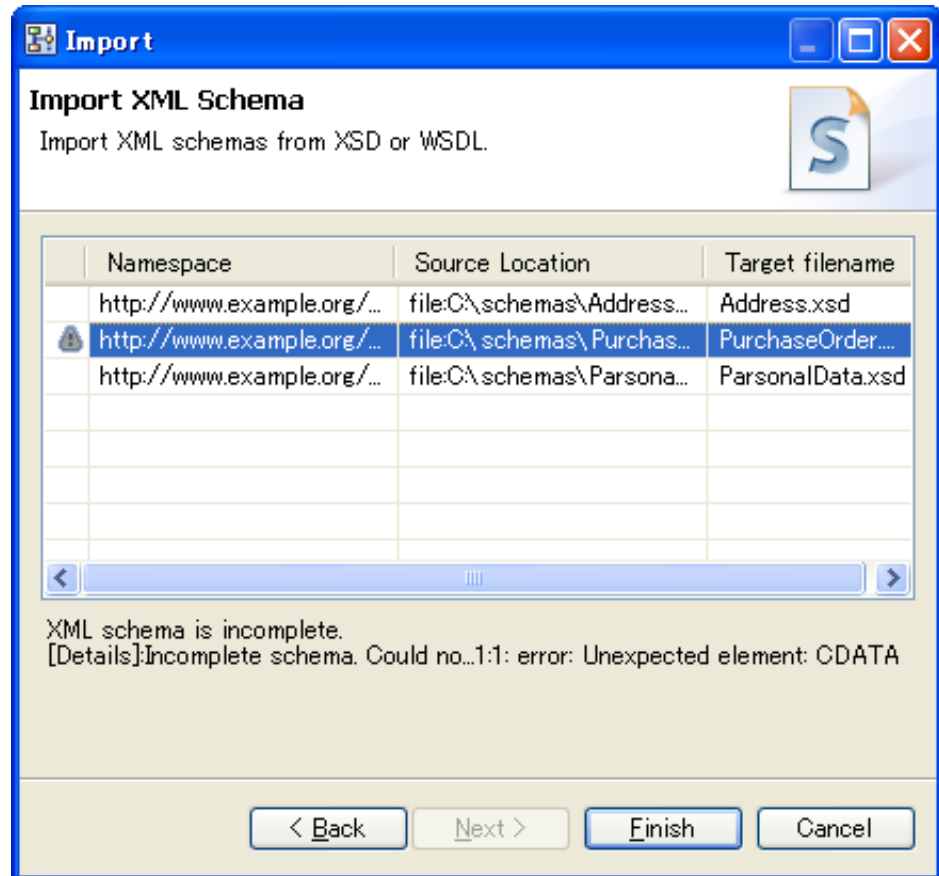 Import
Import XML Schema
Import XML schemas from XSD or WSDL.
Namespace Source Location Target filename
http://www.example.org/... file:C:\schemas\Address... Address.xsd
http://www.example.org/... file:C:\schemas\Purchas... PurchaseOrder....
http://www.example.org/... file:C:\schemas\Parsona... ParsonalData.xsd
XML schema is incomplete.
[Details]:Incomplete schema. Could no...1:1: error: Unexpected element: CDATA
< Back Next > Finish Cancel